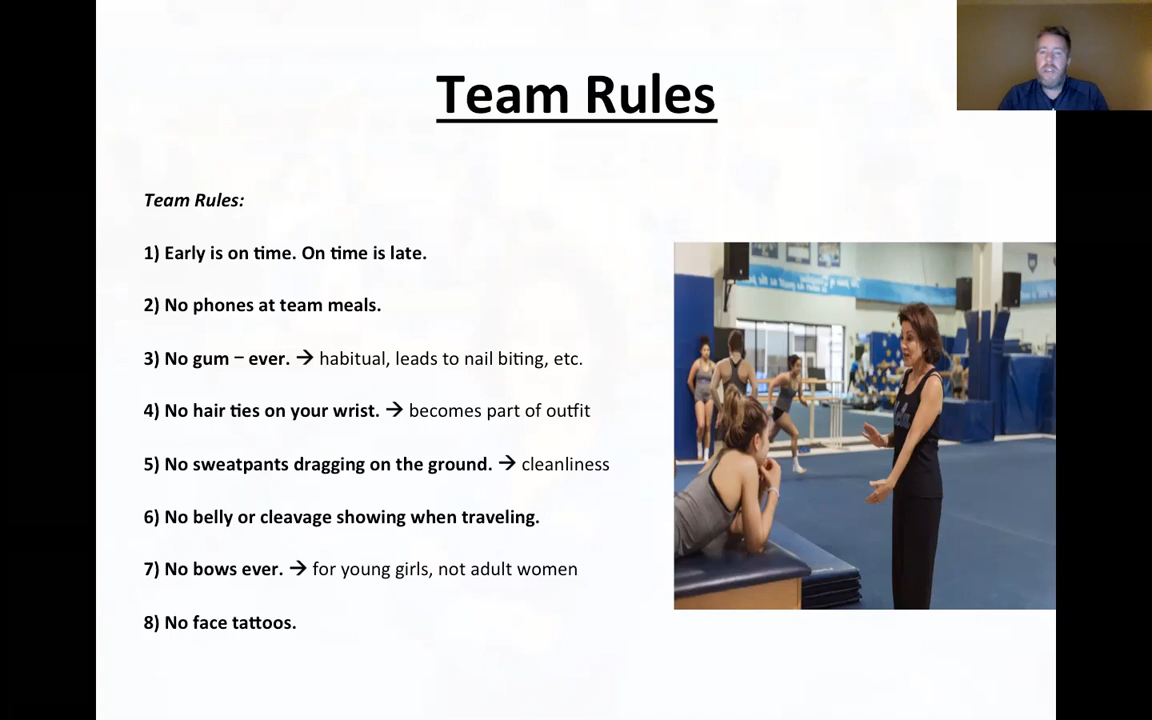 Team Rules
Team Rules:
1) Early is on time. On time is late.
2) No phones at team meals.
3) No gum – ever. → habitual, leads to nail biting, etc.
4) No hair ties on your wrist. → becomes part of outfit
5) No sweatpants dragging on the ground. → cleanliness
6) No belly or cleavage showing when traveling.
7) No bows ever. → for young girls, not adult women
8) No face tattoos.